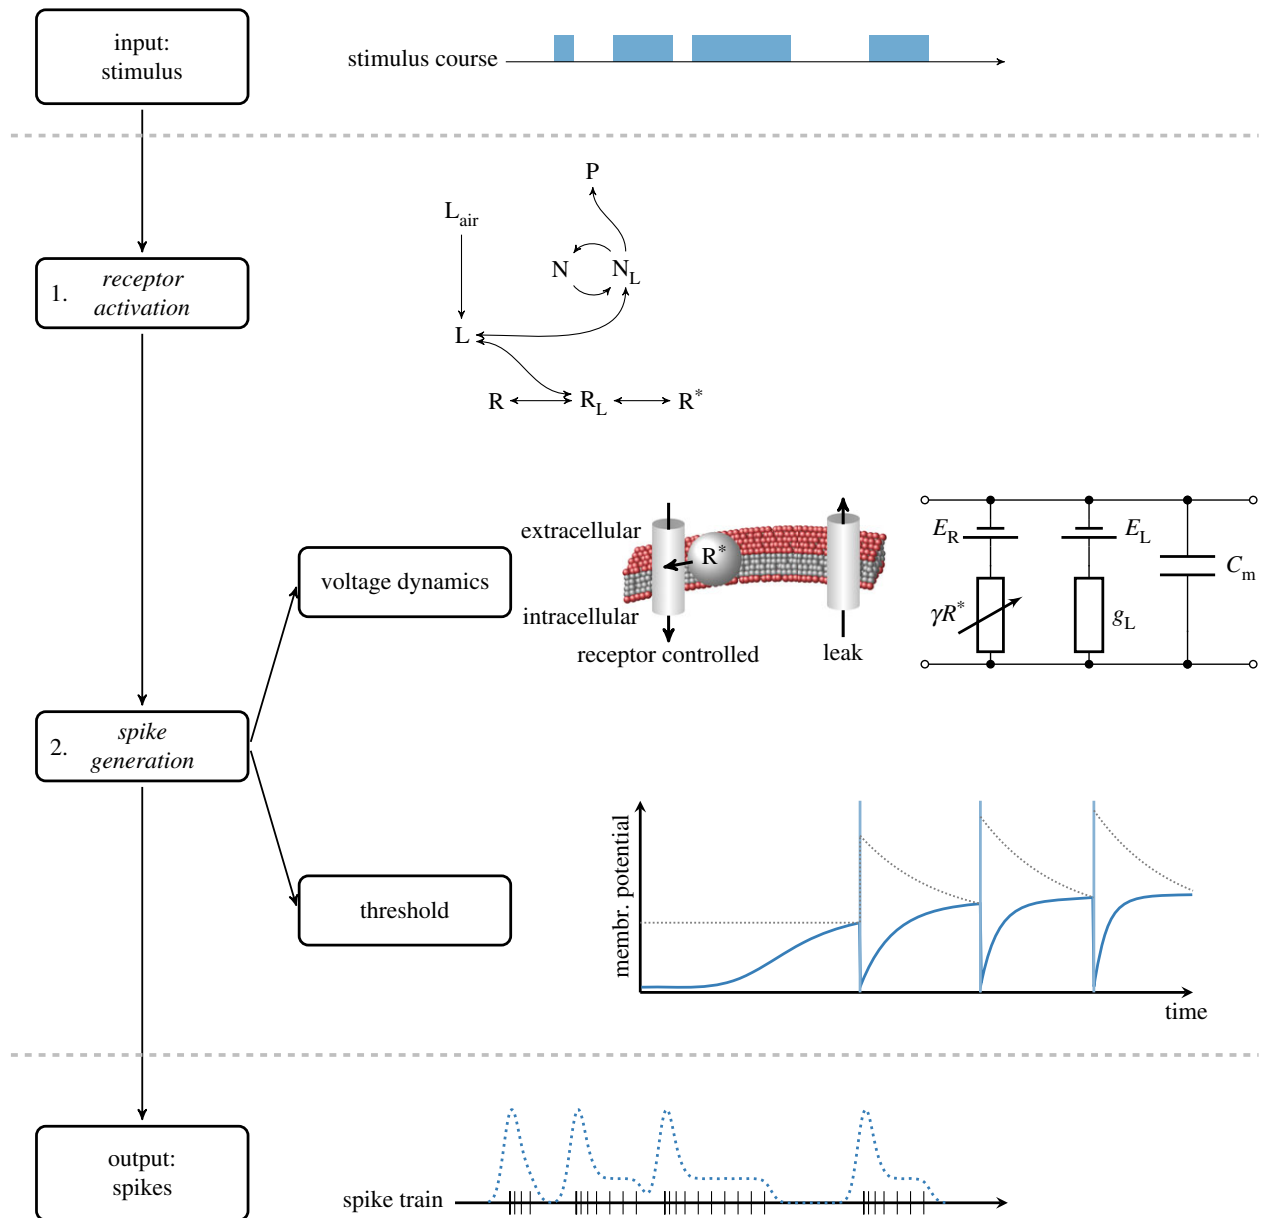 input:
stimulus
stimulus course
P
L_air
N
N_L
1. receptor
activation
L
R
R_L
R*
extracellular
R*
E_R
E_L
C_m
voltage dynamics
intracellular
γR*
g_L
receptor controlled
leak
2. spike
generation
membr. potential
threshold
time
output:
spikes
spike train